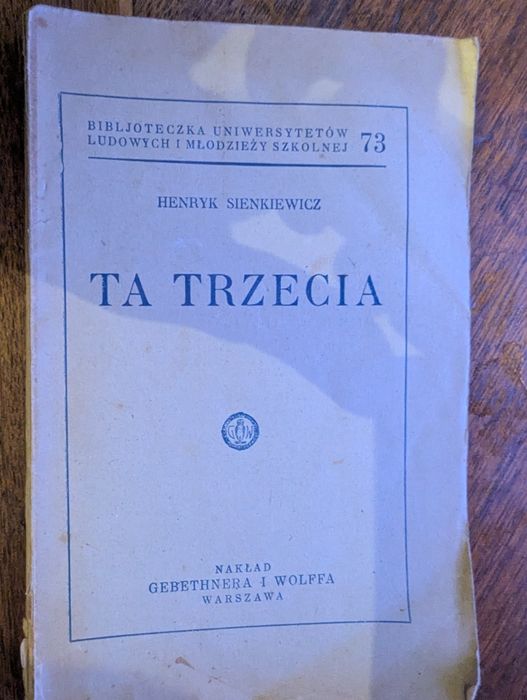 BIBLJOTECZKA UNIWERSYTETÓW
LUDOWYCH I MŁODZIEŻY SZKOLNEJ 73
HENRYK SIENKIEWICZ
TA TRZECIA
G W
NAKŁAD
GEBETHNERA I WOLFFA
WARSZAWA